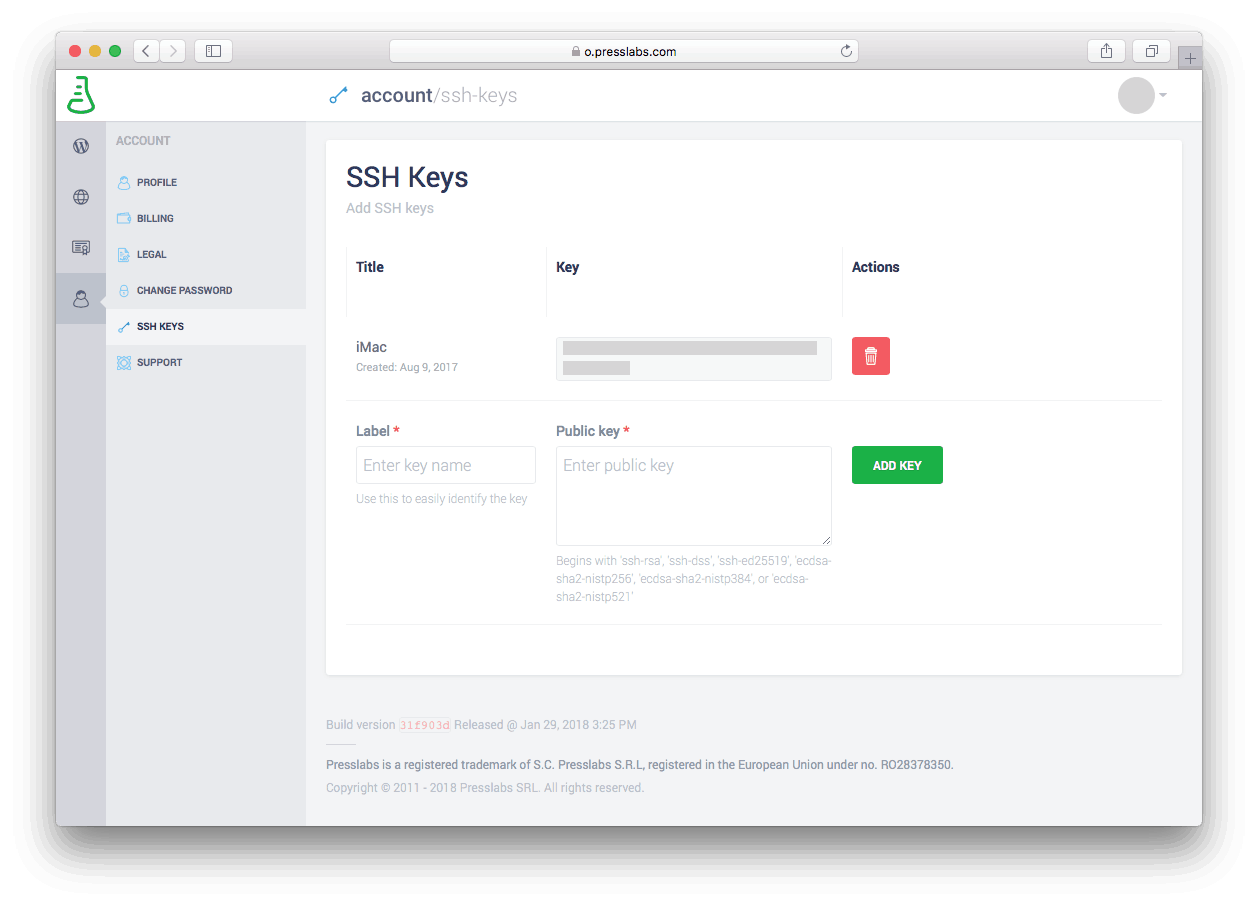 o.presslabs.com
account/ssh-keys
ACCOUNT
PROFILE
BILLING
LEGAL
CHANGE PASSWORD
SSH KEYS
SUPPORT
SSH Keys
Add SSH keys
Title Key Actions
iMac
Created: Aug 9, 2017
Label * Public key *
Enter key name Enter public key ADD KEY
Use this to easily identify the key
Begins with 'ssh-rsa', 'ssh-dss', 'ssh-ed25519', 'ecdsa-
sha2-nistp256', 'ecdsa-sha2-nistp384', or 'ecdsa-
sha2-nistp521'
Build version 31f903d Released @ Jan 29, 2018 3:25 PM
Presslabs is a registered trademark of S.C. Presslabs S.R.L, registered in the European Union under no. RO28378350.
Copyright © 2011 - 2018 Presslabs SRL. All rights reserved.